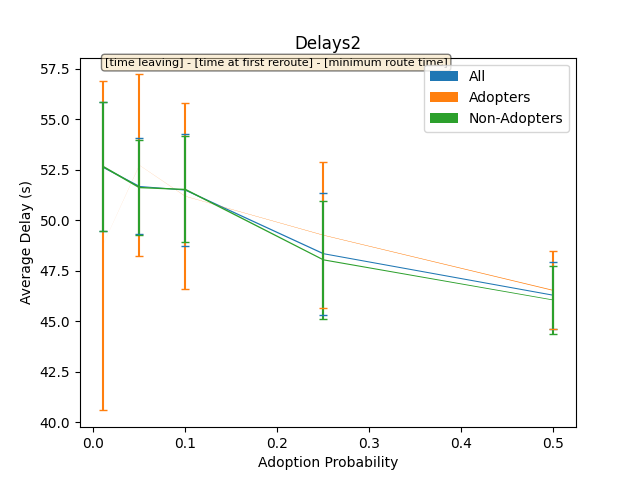 Delays2
[time leaving] - [time at first reroute] - [minimum route time]
All
Adopters
Non-Adopters
57.5
55.0
52.5
50.0
47.5
45.0
42.5
40.0
Average Delay (s)
0.0 0.1 0.2 0.3 0.4 0.5
Adoption Probability